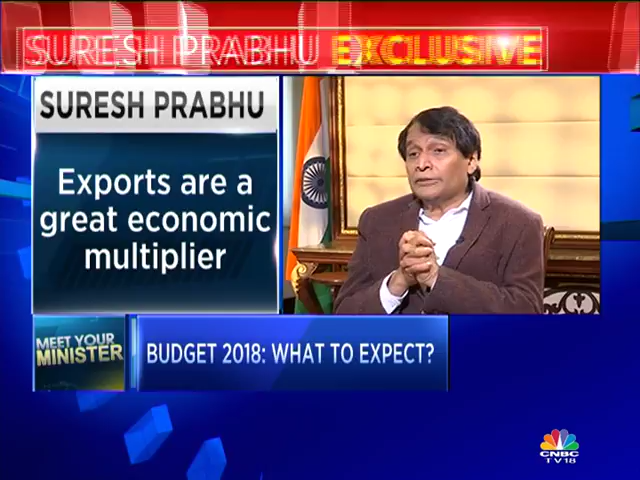 SURESH PRABHU EXCLUSIVE
SURESH PRABHU
Exports are a
great economic
multiplier
MEET YOUR
MINISTER
BUDGET 2018: WHAT TO EXPECT?
CNBC
TV18